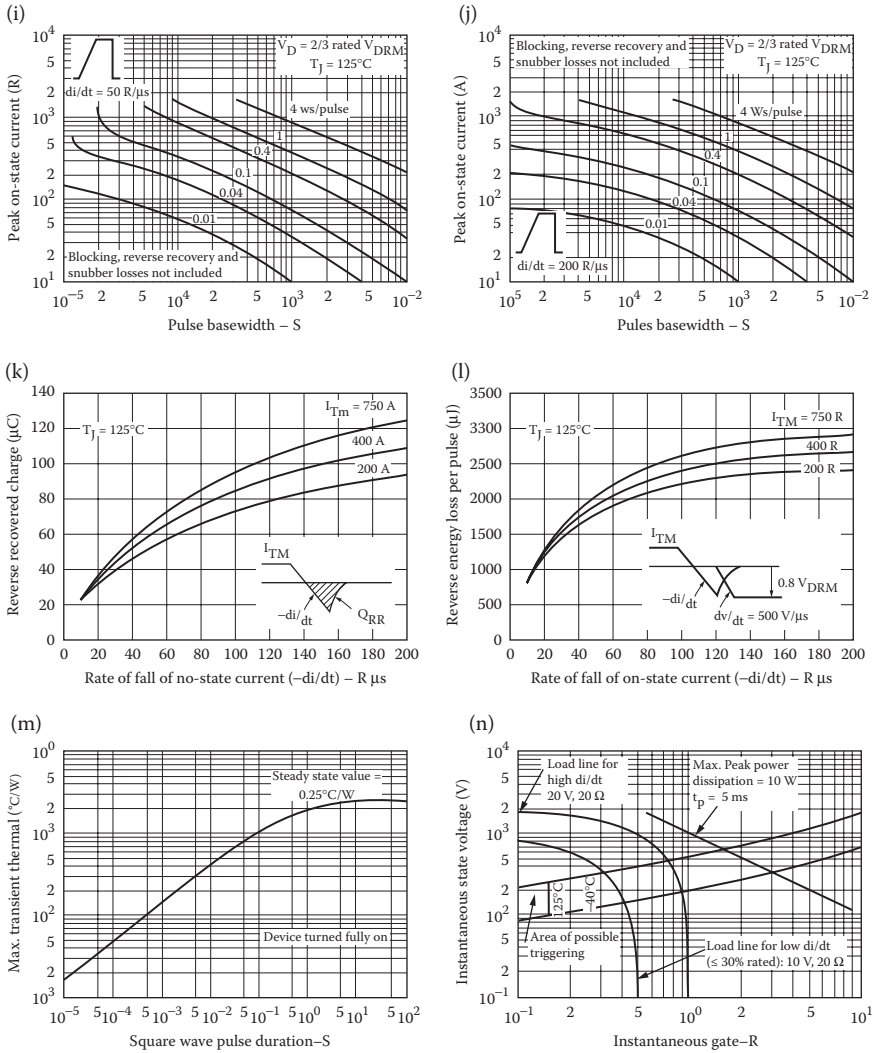 (i)
10^4
5
2
10^3
5
2
10^2
5
2
10^1
Peak on-state current (R)
di/dt = 50 R/µs
V_D = 2/3 rated V_DRM
T_J = 125°C
4 ws/pulse
1
0.4
0.1
0.04
0.01
Blocking, reverse recovery and
snubber losses not included
10^-5 2 5 10^4 2 5 10^3 5 10^-2
Pulse basewidth – S
(j)
10^4
5
2
10^3
5
2
10^2
5
2
10^1
Peak on-state current (A)
Blocking, reverse recovery and
snubber losses not included
V_D = 2/3 rated V_DRM
T_J = 125°C
4 Ws/pulse
1
0.4
0.1
0.04
0.01
di/dt = 200 R/µs
10^5 2 5 10^4 2 5 10^3 2 5 10^-2
Pules basewidth – S
(k)
140
120
100
80
60
40
20
0
Reverse recovered charge (µC)
T_J = 125°C
I_Tm = 750 A
400 A
200 A
I_TM
–di/dt
Q_RR
0 20 40 60 80 100 120 140 160 180 200
Rate of fall of no-state current (–di/dt) – R µs
(l)
3500
3300
2500
2000
1500
1000
500
0
Reverse energy loss per pulse (µJ)
T_J = 125°C
I_TM = 750 R
400 R
200 R
I_TM
–di/dt
0.8 V_DRM
dv/dt = 500 V/µs
0 20 40 60 80 100 120 140 160 180 200
Rate of fall of on-state current (–di/dt) – R µs
(m)
10^0
5
2
10^3
5
2
10^2
5
2
10^3
Max. transient thermal (°C/W)
Steady state value =
0.25°C/W
Device turned fully on
10^-5 5 10^-4 5 10^-3 5 10^-2 5 10^-1 5 10^0 5 10^1 5 10^2
Square wave pulse duration–S
(n)
10^4
5
2
10^0
5
2
10^2
5
2
10^-1
Instantaneous state voltage (V)
Load line for
high di/dt
20 V, 20 Ω
Max. Peak power
dissipation = 10 W
t_p = 5 ms
125°C
–40°C
Area of possible
triggering
Load line for low di/dt
(≤ 30% rated): 10 V, 20 Ω
10^-1 2 5 10^0 2 5 10^1
Instantaneous gate–R